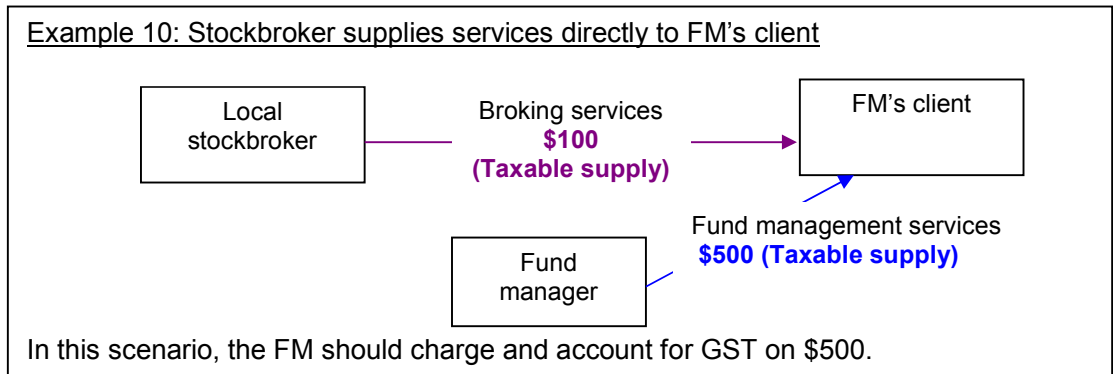 Example 10: Stockbroker supplies services directly to FM's client
Local
stockbroker
Broking services
$100
(Taxable supply)
FM's client
Fund management services
$500 (Taxable supply)
Fund
manager
In this scenario, the FM should charge and account for GST on $500.